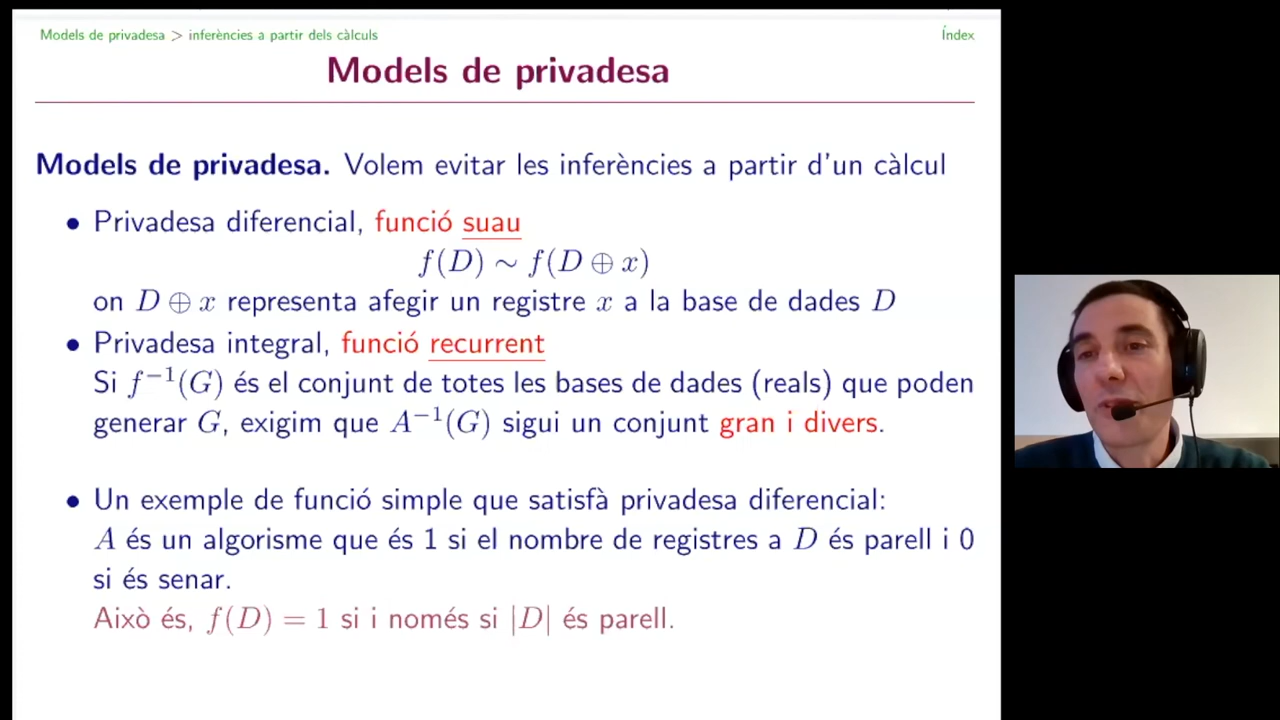 Models de privadesa > inferències a partir dels càlculs
Índex
Models de privadesa
Models de privadesa. Volem evitar les inferències a partir d'un càlcul
• Privadesa diferencial, funció suau
f(D) ∼ f(D ⊕ x)
on D ⊕ x representa afegir un registre x a la base de dades D
• Privadesa integral, funció recurrent
Si f⁻¹(G) és el conjunt de totes les bases de dades (reals) que poden
generar G, exigim que A⁻¹(G) sigui un conjunt gran i divers.
• Un exemple de funció simple que satisfà privadesa diferencial:
A és un algorisme que és 1 si el nombre de registres a D és parell i 0
si és senar.
Això és, f(D) = 1 si i només si |D| és parell.